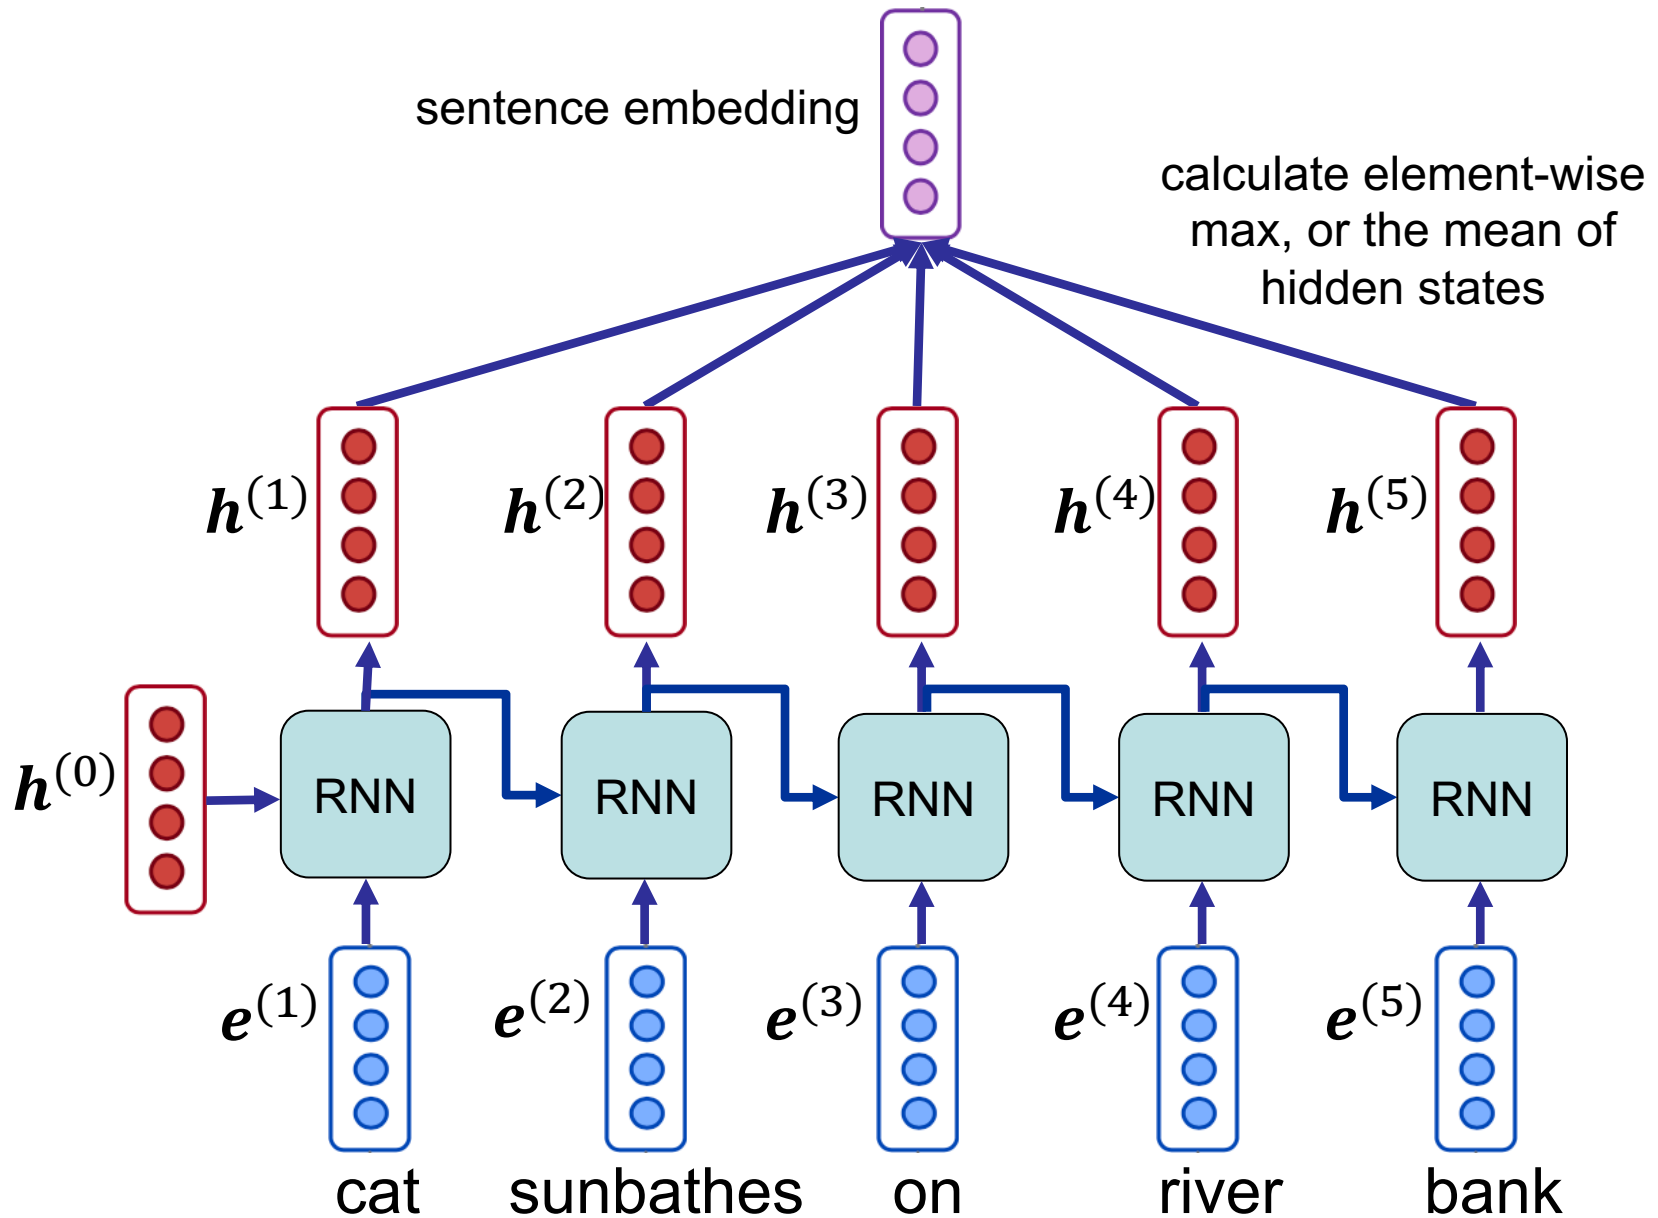 sentence embedding
calculate element-wise
max, or the mean of
hidden states
h^(1) h^(2) h^(3) h^(4) h^(5)
h^(0)
RNN RNN RNN RNN RNN
e^(1) e^(2) e^(3) e^(4) e^(5)
cat sunbathes on river bank